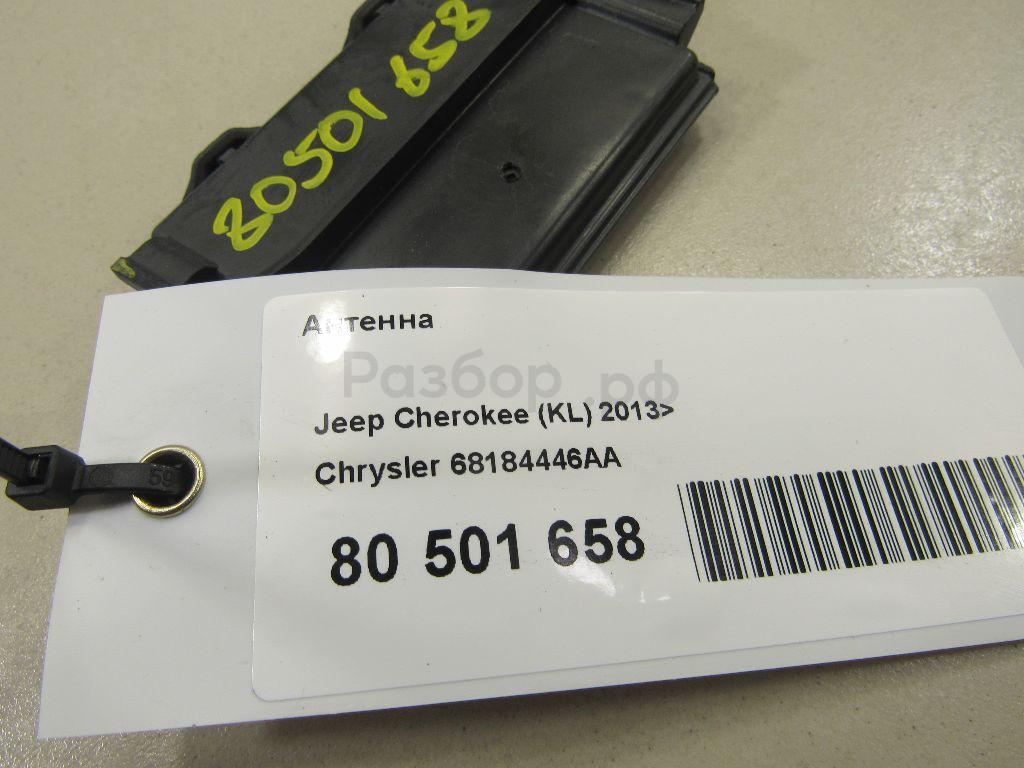 80501 658
Антенна
Разбор.рф
Jeep Cherokee (KL) 2013>
Chrysler 68184446AA
80 501 658